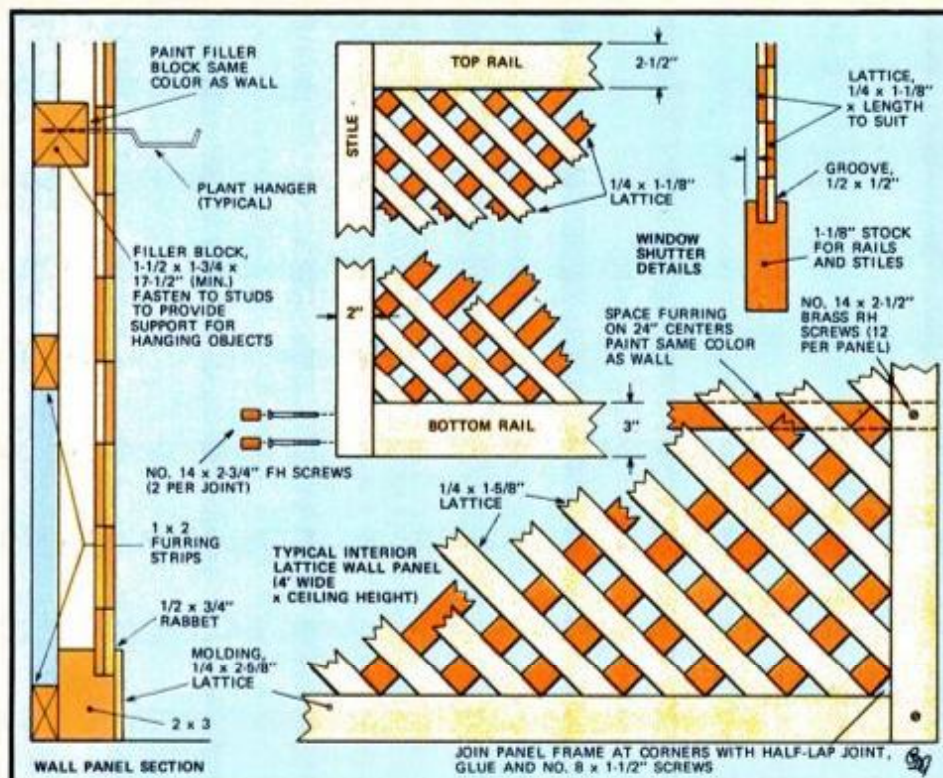 PAINT FILLER
BLOCK SAME
COLOR AS WALL
PLANT HANGER
(TYPICAL)
FILLER BLOCK,
1-1/2 x 1-3/4 x
17-1/2" (MIN.)
FASTEN TO STUDS
TO PROVIDE
SUPPORT FOR
HANGING OBJECTS
TOP RAIL
2-1/2"
STILE
1/4 x 1-1/8"
LATTICE
WINDOW
SHUTTER
DETAILS
LATTICE,
1/4 x 1-1/8"
x LENGTH
TO SUIT
GROOVE,
1/2 x 1/2"
1-1/8" STOCK
FOR RAILS
AND STILES
2"
BOTTOM RAIL
3"
NO. 14 x 2-3/4" FH SCREWS
(2 PER JOINT)
SPACE FURRING
ON 24" CENTERS
PAINT SAME COLOR
AS WALL
NO. 14 x 2-1/2"
BRASS RH
SCREWS (12
PER PANEL)
1/4 x 1-5/8"
LATTICE
TYPICAL INTERIOR
LATTICE WALL PANEL
(4' WIDE
x CEILING HEIGHT)
1 x 2
FURRING
STRIPS
1/2 x 3/4"
RABBET
MOLDING,
1/4 x 2-5/8"
LATTICE
2 x 3
WALL PANEL SECTION
JOIN PANEL FRAME AT CORNERS WITH HALF-LAP JOINT,
GLUE AND NO. 8 x 1-1/2" SCREWS